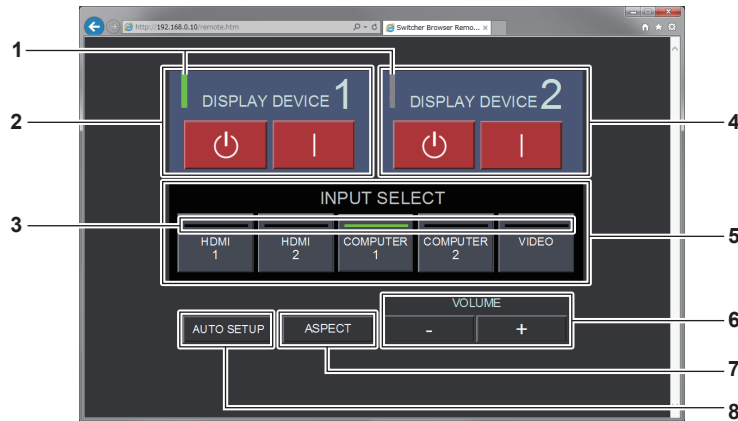 http://192.168.0.10/remote.htm
Switcher Browser Remo...
1
DISPLAY DEVICE 1
DISPLAY DEVICE 2
2
4
INPUT SELECT
3
HDMI 1
HDMI 2
COMPUTER 1
COMPUTER 2
VIDEO
5
VOLUME
6
AUTO SETUP
ASPECT
-
+
7
8